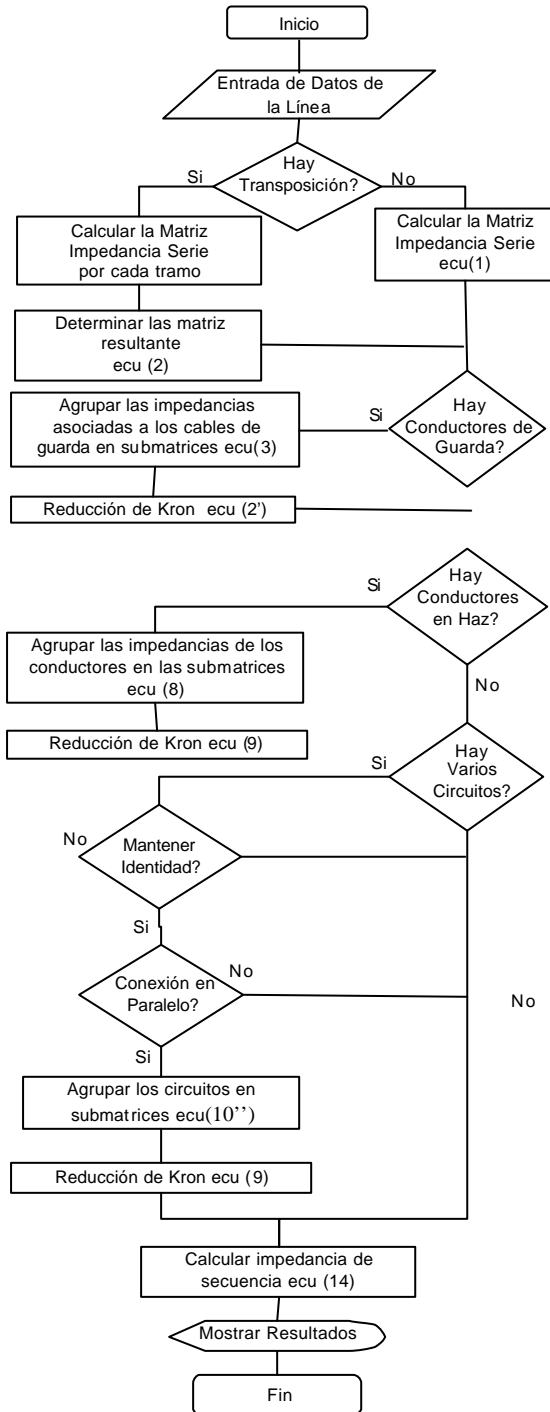 Inicio
Entrada de Datos de
la Línea
Hay
Transposición?
Si
No
Calcular la Matriz
Impedancia Serie
por cada tramo
Calcular la Matriz
Impedancia Serie
ecu(1)
Determinar las matriz
resultante
ecu (2)
Agrupar las impedancias
asociadas a los cables de
guarda en submatrices ecu(3)
Si
Hay
Conductores de
Guarda?
Reducción de Kron ecu (2')
Si
Hay
Conductores
en Haz?
Agrupar las impedancias de los
conductores en las submatrices
ecu (8)
No
Reducción de Kron ecu (9)
Si
Hay
Varios
Circuitos?
No
Mantener
Identidad?
Si
Conexión en
Paralelo?
No
No
Si
Agrupar los circuitos en
submatrices ecu(10’’)
Reducción de Kron ecu (9)
Calcular impedancia de
secuencia ecu (14)
Mostrar Resultados
Fin